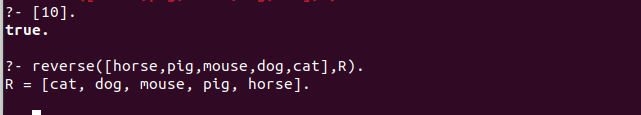 ?- [10].
true.
?- reverse([horse,pig,mouse,dog,cat],R).
R = [cat, dog, mouse, pig, horse].